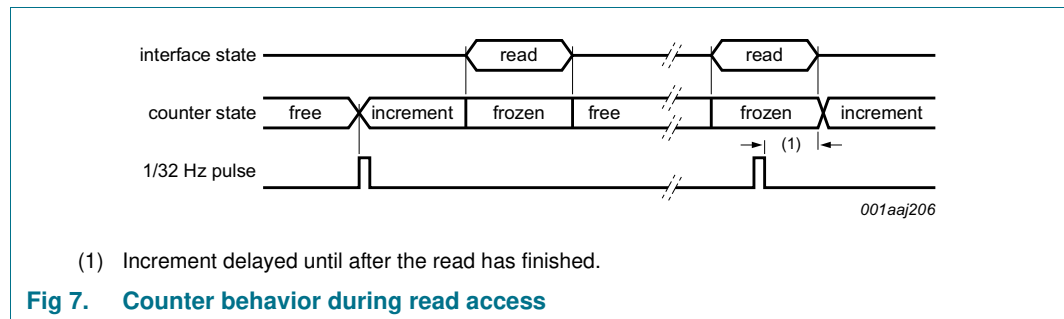 interface state read read
counter state free increment frozen free frozen increment
(1)
1/32 Hz pulse
001aaj206
(1) Increment delayed until after the read has finished.
Fig 7. Counter behavior during read access